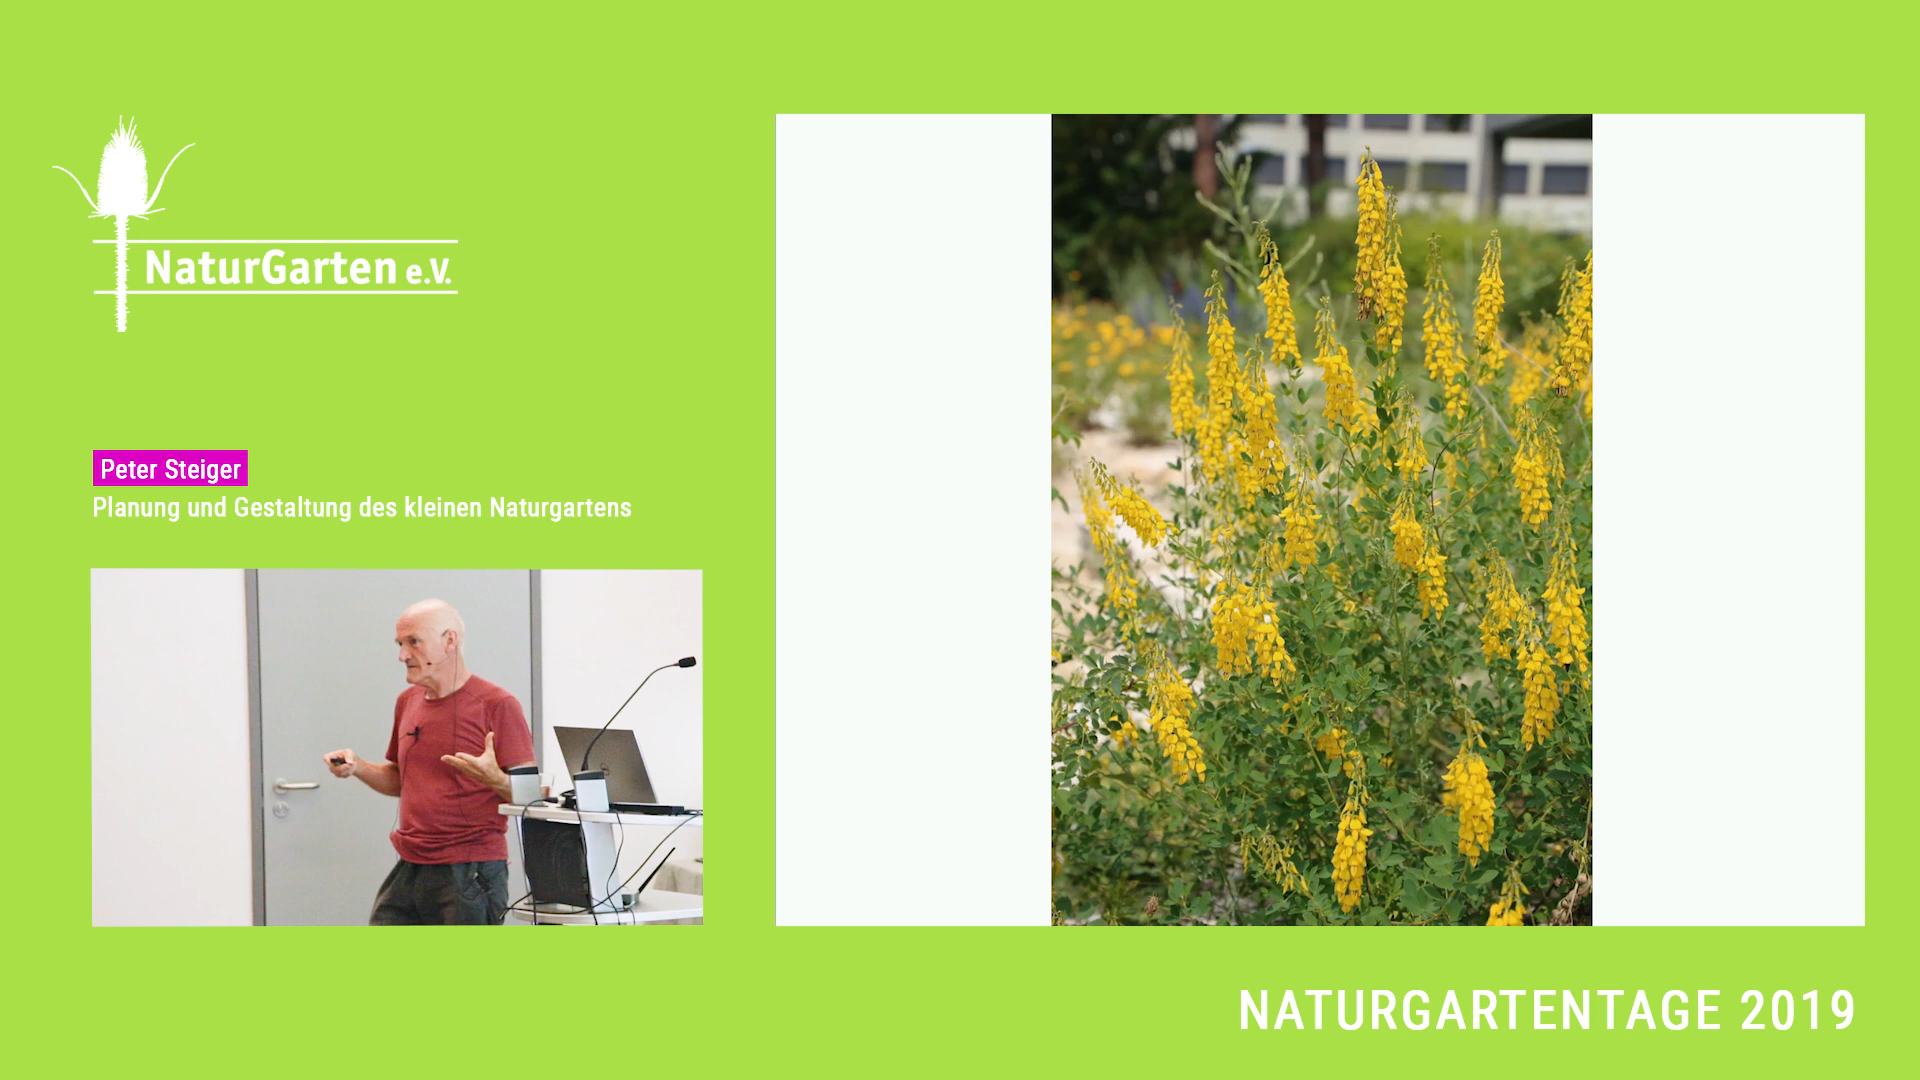 NaturGarten e.V.
Peter Steiger
Planung und Gestaltung des kleinen Naturgartens
NATURGARTENTAGE 2019